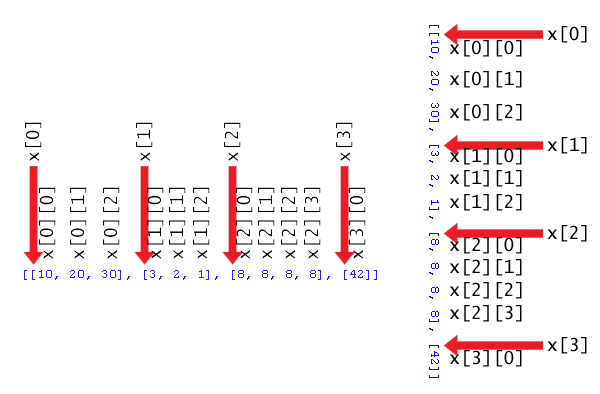 x[0]
x[1]
x[2]
x[3]
x[0][0]
x[0][1]
x[0][2]
x[1][0]
x[1][1]
x[1][2]
x[2][0]
x[2][1]
x[2][2]
x[2][3]
x[3][0]
[[10, 20, 30], [3, 2, 1], [8, 8, 8, 8], [42]]
[[10, 20, 30], [3, 2, 1], [8, 8, 8, 8], [42]]
x[0]
x[0][0]
x[0][1]
x[0][2]
x[1]
x[1][0]
x[1][1]
x[1][2]
x[2]
x[2][0]
x[2][1]
x[2][2]
x[2][3]
x[3]
x[3][0]